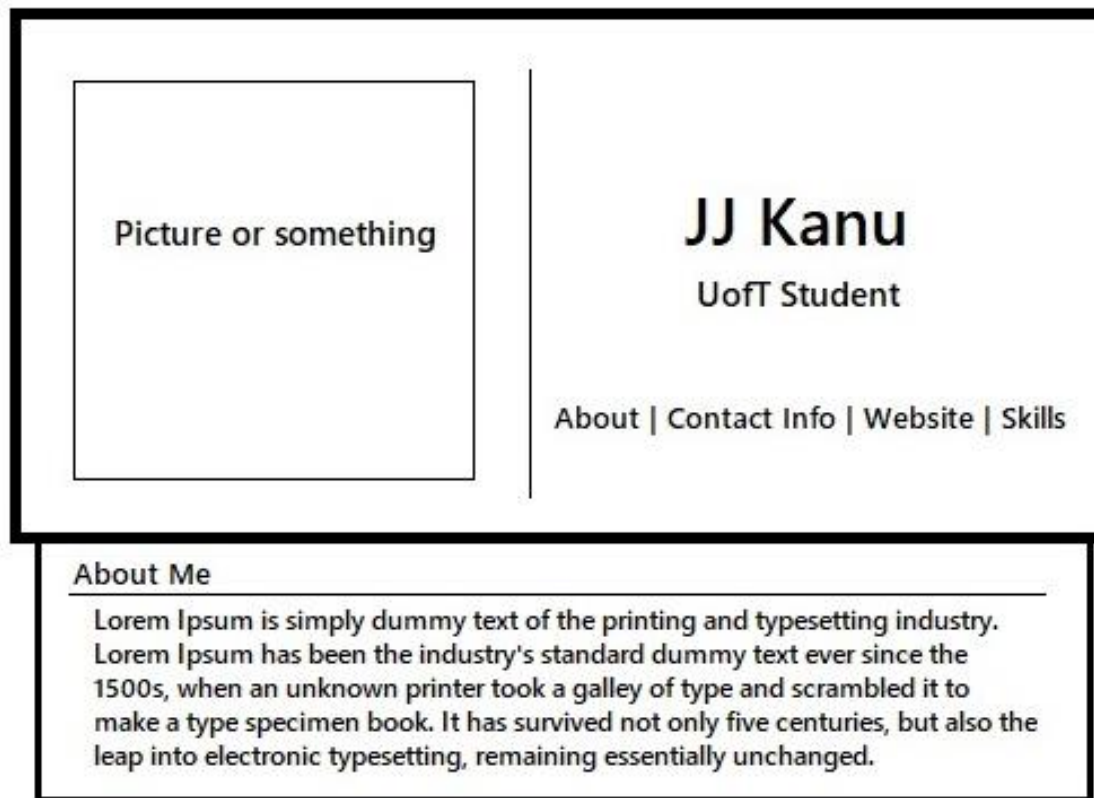 Picture or something
JJ Kanu
UofT Student
About | Contact Info | Website | Skills
About Me
Lorem Ipsum is simply dummy text of the printing and typesetting industry.
Lorem Ipsum has been the industry's standard dummy text ever since the
1500s, when an unknown printer took a galley of type and scrambled it to
make a type specimen book. It has survived not only five centuries, but also the
leap into electronic typesetting, remaining essentially unchanged.